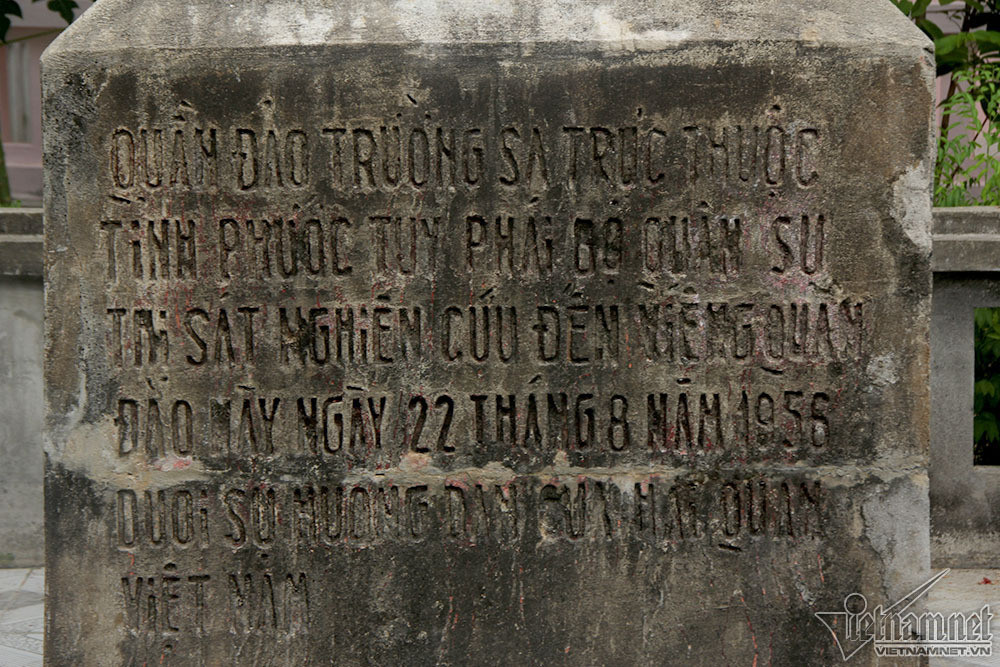 QUẦN ĐẢO TRƯỜNG SA TRỰC THUỘC
TỈNH PHƯỚC TUY PHÁI BỘ QUÂN SỰ
THỊ SÁT NGHIÊN CỨU ĐẾN VIẾNG QUẦN
ĐẢO NÀY NGÀY 22 THÁNG 8 NĂM 1956
DƯỚI SỰ HƯỚNG DẪN CỦA HẢI QUÂN
VIỆT NAM
Vietnamnet
VIETNAMNET.VN